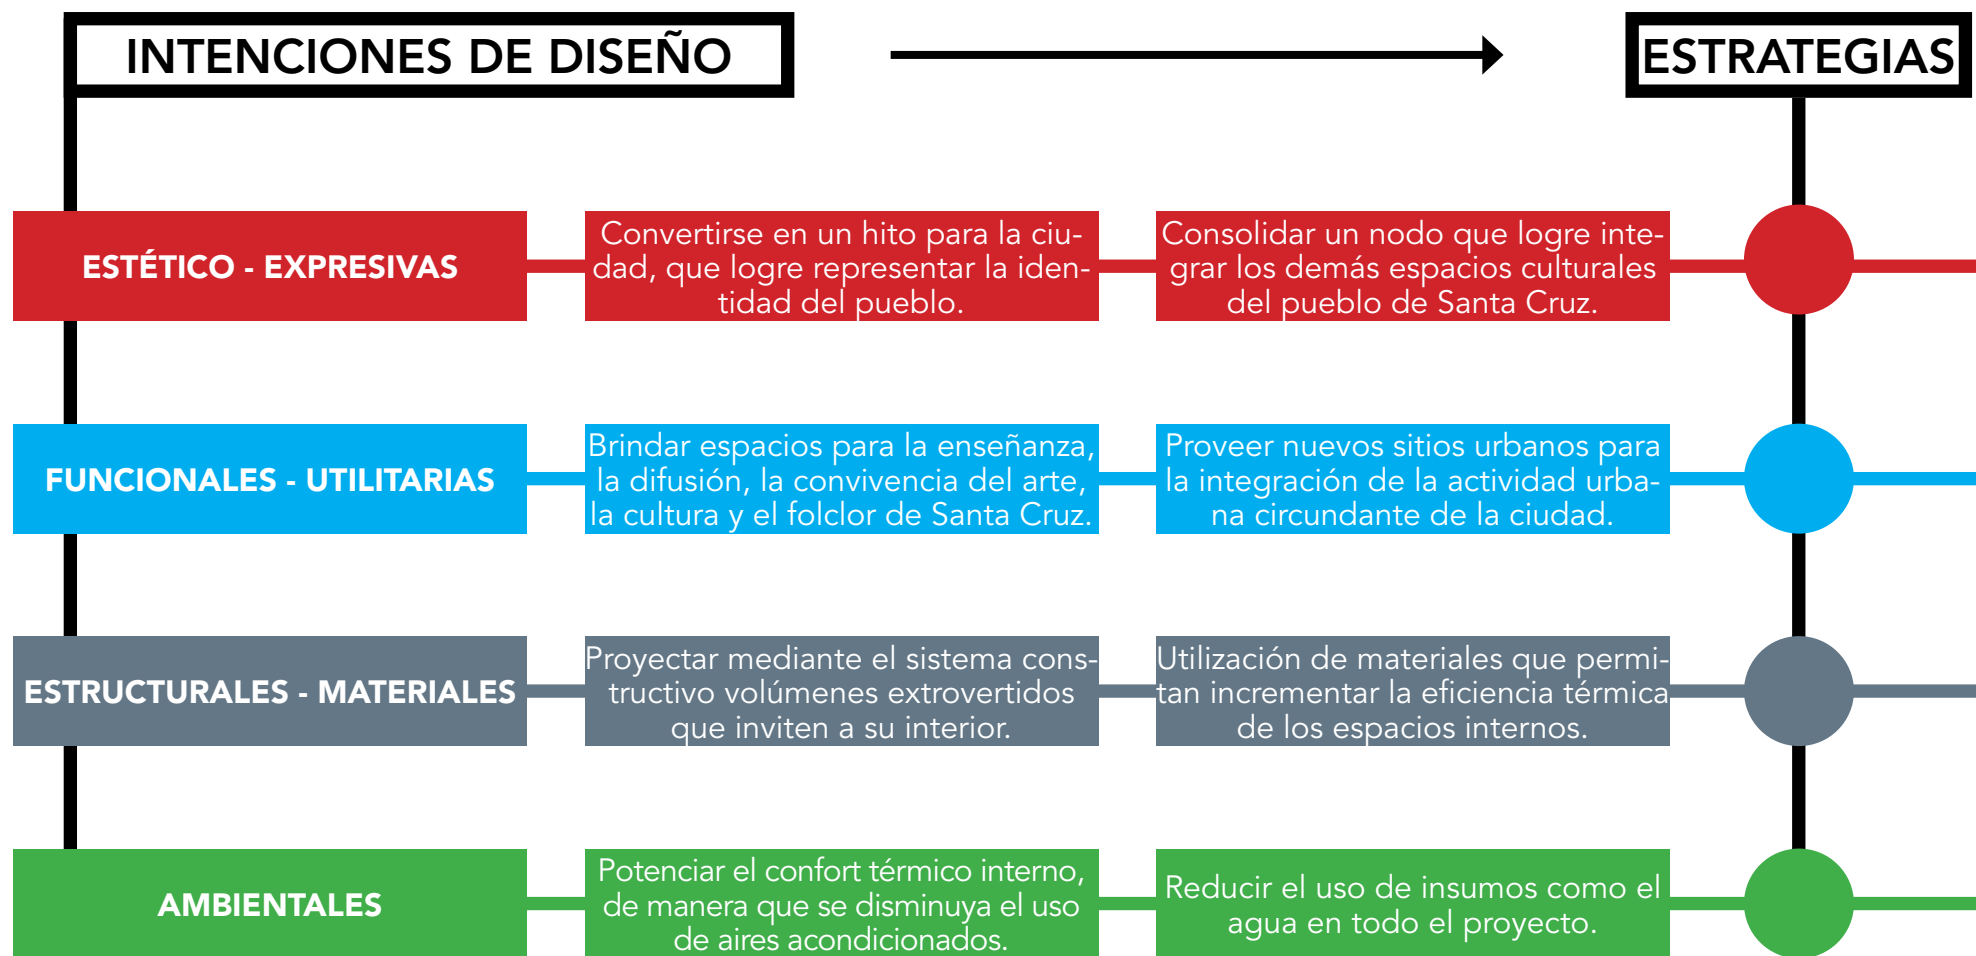 INTENCIONES DE DISEÑO
ESTRATEGIAS
ESTÉTICO - EXPRESIVAS
Convertirse en un hito para la ciu-
dad, que logre representar la iden-
tidad del pueblo.
Consolidar un nodo que logre inte-
grar los demás espacios culturales
del pueblo de Santa Cruz.
FUNCIONALES - UTILITARIAS
Brindar espacios para la enseñanza,
la difusión, la convivencia del arte,
la cultura y el folclor de Santa Cruz.
Proveer nuevos sitios urbanos para
la integración de la actividad urba-
na circundante de la ciudad.
ESTRUCTURALES - MATERIALES
Proyectar mediante el sistema cons-
tructivo volúmenes extrovertidos
que inviten a su interior.
Utilización de materiales que permi-
tan incrementar la eficiencia térmica
de los espacios internos.
AMBIENTALES
Potenciar el confort térmico interno,
de manera que se disminuya el uso
de aires acondicionados.
Reducir el uso de insumos como el
agua en todo el proyecto.